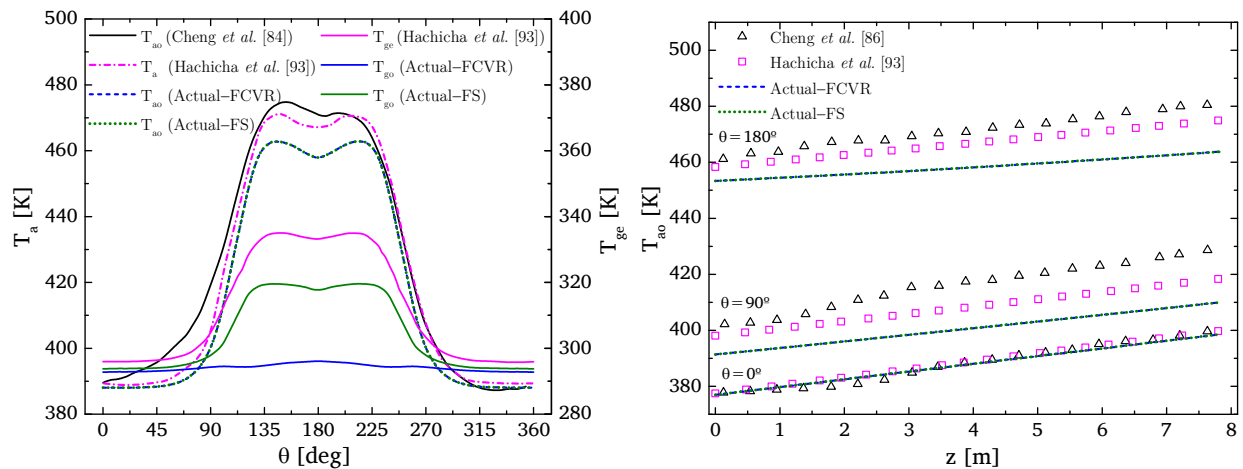 500
480
460
440
420
400
380
T_a [K]
T_ao (Cheng et al. [84])
T_a (Hachicha et al. [93])
T_ao (Actual–FCVR)
T_ao (Actual–FS)
T_ge (Hachicha et al. [93])
T_go (Actual–FCVR)
T_go (Actual–FS)
400
380
360
340
320
300
280
T_ge [K]
0 45 90 135 180 225 270 315 360
θ [deg]
500
480
460
440
420
400
380
T_ao [K]
Cheng et al. [86]
Hachicha et al. [93]
Actual–FCVR
Actual–FS
θ=180º
θ=90º
θ=0º
0 1 2 3 4 5 6 7 8
z [m]